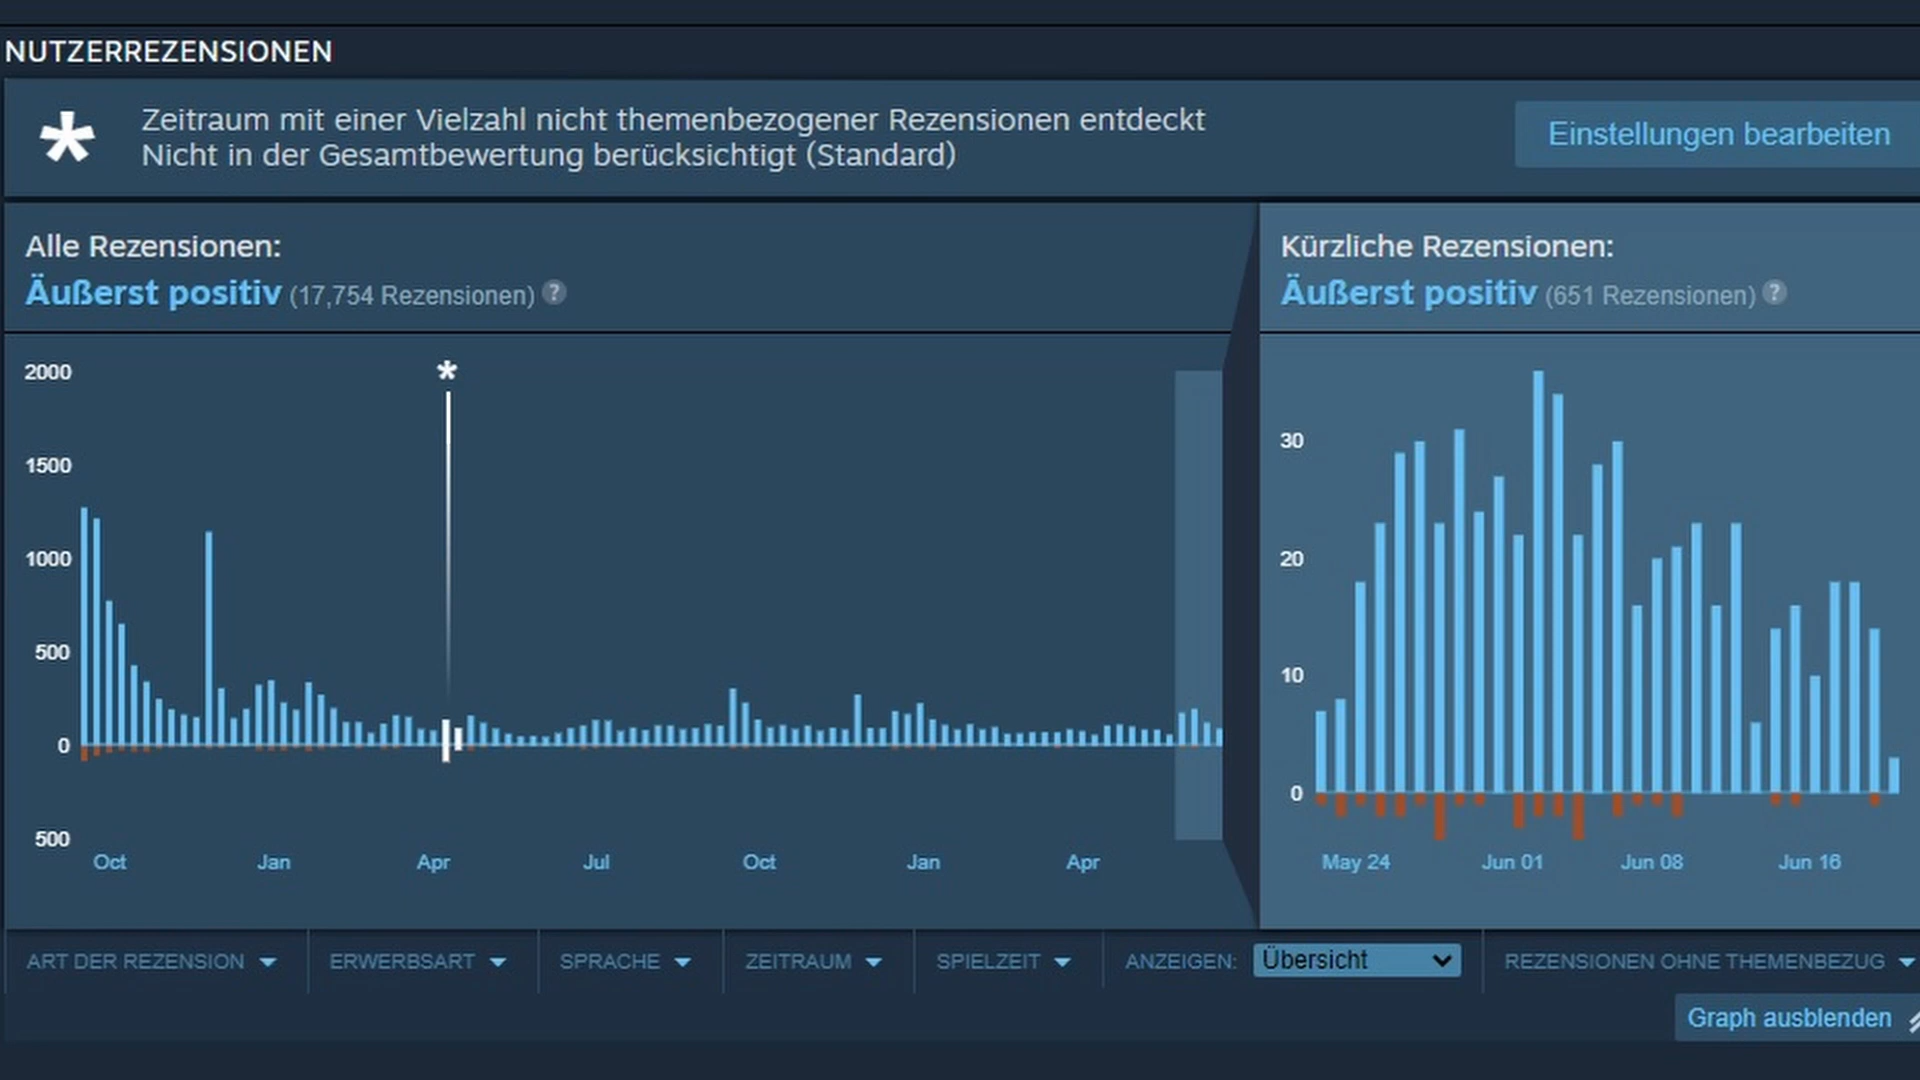 NUTZERREZENSIONEN
*
Zeitraum mit einer Vielzahl nicht themenbezogener Rezensionen entdeckt
Nicht in der Gesamtbewertung berücksichtigt (Standard)
Einstellungen bearbeiten
Alle Rezensionen:
Äußerst positiv (17,754 Rezensionen) ?
2000
1500
1000
500
0
500
*
Oct Jan Apr Jul Oct Jan Apr
Kürzliche Rezensionen:
Äußerst positiv (651 Rezensionen) ?
30
20
10
0
May 24 Jun 01 Jun 08 Jun 16
ART DER REZENSION ERWERBSART SPRACHE ZEITRAUM SPIELZEIT ANZEIGEN: Übersicht REZENSIONEN OHNE THEMENBEZUG
Graph ausblenden